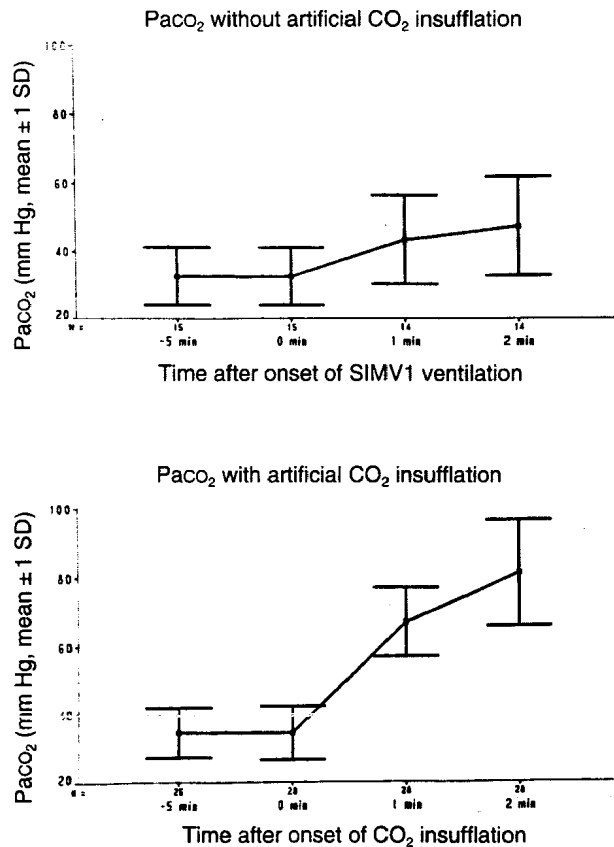 PaCO₂ without artificial CO₂ insufflation
100
80
60
40
20
PaCO₂ (mm Hg, mean ± 1 SD)
N = 15 15 14 14
-5 min 0 min 1 min 2 min
Time after onset of SIMV1 ventilation
PaCO₂ with artificial CO₂ insufflation
100
80
60
40
20
PaCO₂ (mm Hg, mean ± 1 SD)
-5 min 0 min 1 min 2 min
Time after onset of CO₂ insufflation